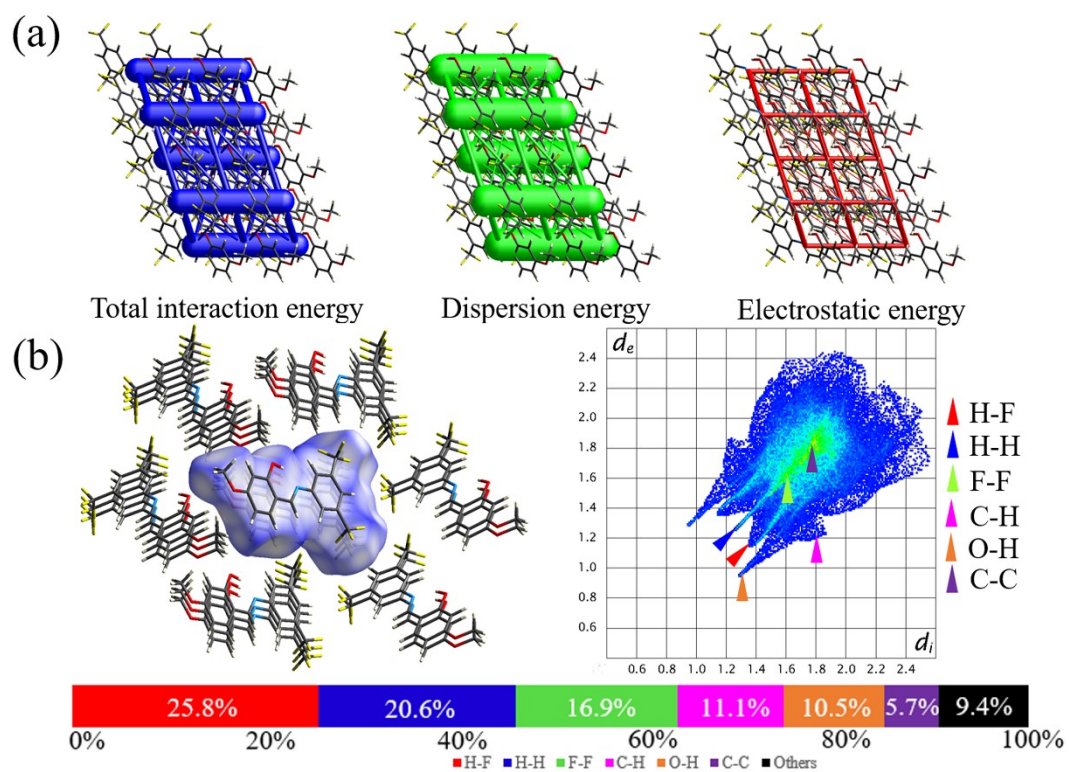 (a)
Total interaction energy
Dispersion energy
Electrostatic energy
(b)
de
2.4
2.2
2.0
1.8
1.6
1.4
1.2
1.0
0.8
0.6
di
0.6 0.8 1.0 1.2 1.4 1.6 1.8 2.0 2.2 2.4
H-F
H-H
F-F
C-H
O-H
C-C
25.8% 20.6% 16.9% 11.1% 10.5% 5.7% 9.4%
0% 20% 40% 60% 80% 100%
H-F H-H F-F C-H O-H C-C Others